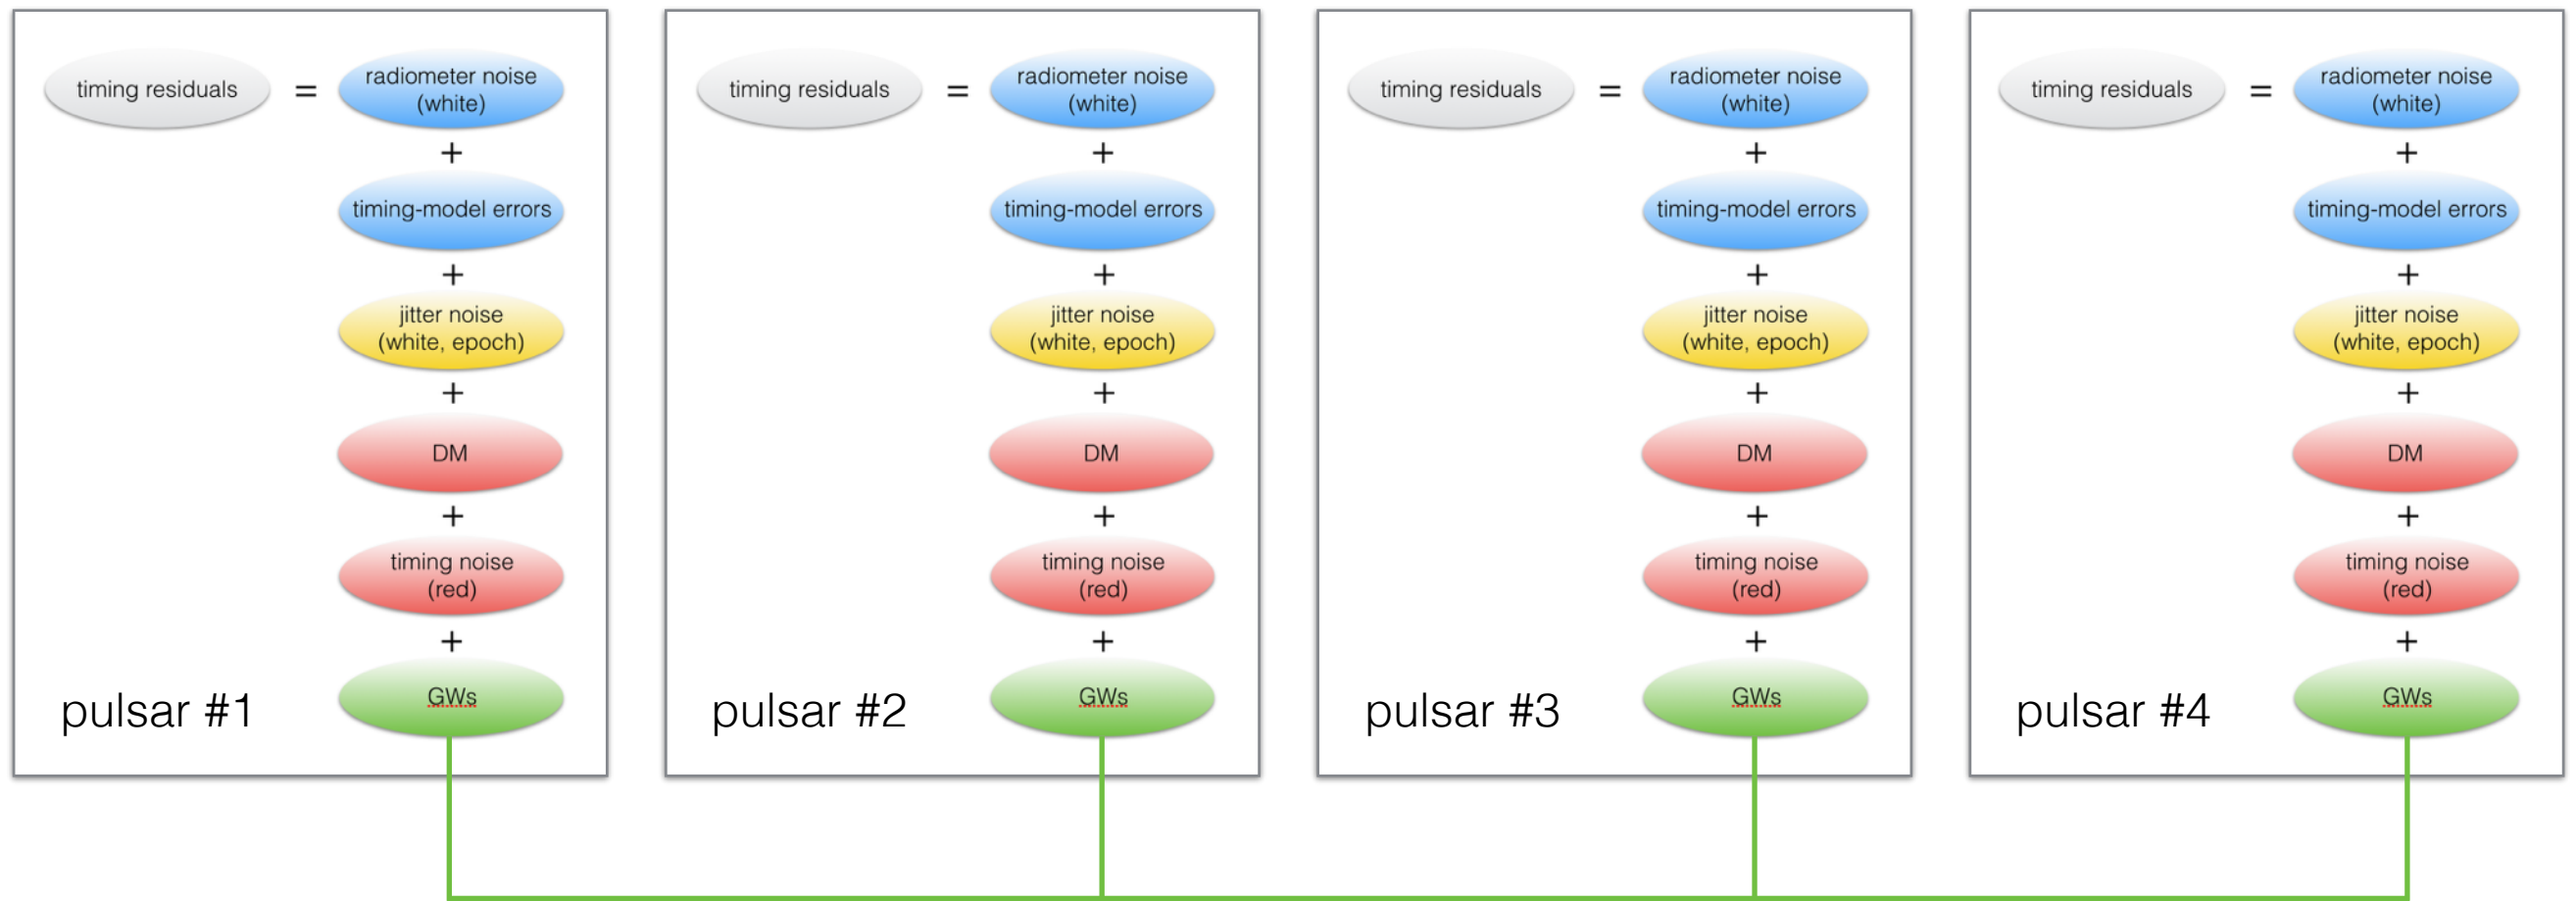 timing residuals = radiometer noise
(white)
+
timing-model errors
+
jitter noise
(white, epoch)
+
DM
+
timing noise
(red)
+
GWs
pulsar #1
timing residuals = radiometer noise
(white)
+
timing-model errors
+
jitter noise
(white, epoch)
+
DM
+
timing noise
(red)
+
GWs
pulsar #2
timing residuals = radiometer noise
(white)
+
timing-model errors
+
jitter noise
(white, epoch)
+
DM
+
timing noise
(red)
+
GWs
pulsar #3
timing residuals = radiometer noise
(white)
+
timing-model errors
+
jitter noise
(white, epoch)
+
DM
+
timing noise
(red)
+
GWs
pulsar #4